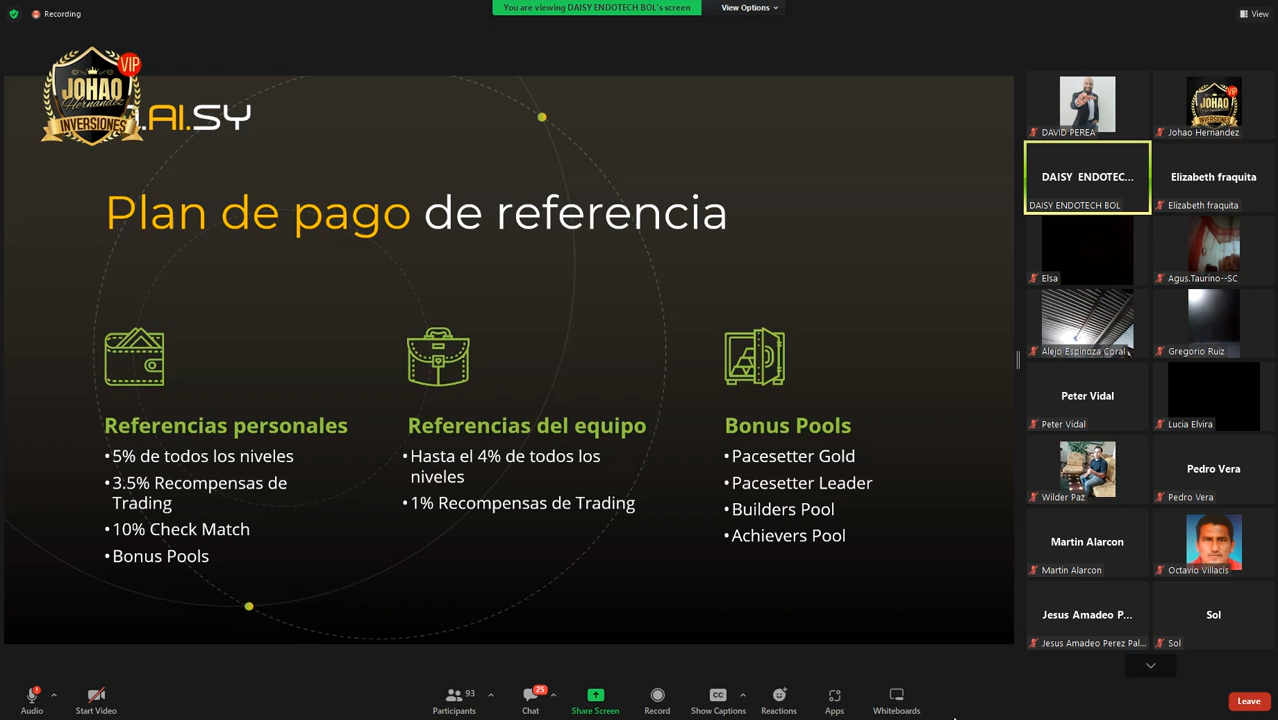 Recording
You are viewing DAISY ENDOTECH BOL's screen
View Options
View
JOHAO
Hernandez
INVERSIONES
VIP
.AI.SY
Plan de pago de referencia
Referencias personales
•5% de todos los niveles
•3.5% Recompensas de
Trading
•10% Check Match
•Bonus Pools
Referencias del equipo
•Hasta el 4% de todos los
niveles
•1% Recompensas de Trading
Bonus Pools
•Pacesetter Gold
•Pacesetter Leader
•Builders Pool
•Achievers Pool
DAVID PEREA
JOHAO
VIP
INVERSIONES
Johao Hernandez
DAISY ENDOTEC...
DAISY ENDOTECH BOL
Elizabeth fraquita
Elizabeth fraquita
Elsa
Agus.Taurino--SC
Alejo Espinoza Coral
Gregorio Ruiz
Peter Vidal
Peter Vidal
Lucia Elvira
Wilder Paz
Pedro Vera
Pedro Vera
Martin Alarcon
Martin Alarcon
Octavio Villacis
Jesus Amadeo P...
Jesus Amadeo Perez Pal...
Sol
Sol
Audio
Start Video
93
Participants
25
Chat
Share Screen
Record
CC
Show Captions
Reactions
Apps
Whiteboards
Leave